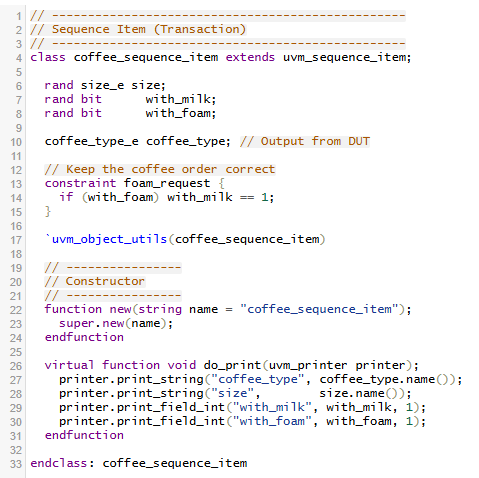 1 // -------------------------------------------------
2 // Sequence Item (Transaction)
3 // -------------------------------------------------
4 class coffee_sequence_item extends uvm_sequence_item;
5
6   rand size_e size;
7   rand bit      with_milk;
8   rand bit      with_foam;
9
10   coffee_type_e coffee_type; // Output from DUT
11
12   // Keep the coffee order correct
13   constraint foam_request {
14     if (with_foam) with_milk == 1;
15   }
16
17   `uvm_object_utils(coffee_sequence_item)
18
19   // ----------------
20   // Constructor
21   // ----------------
22   function new(string name = "coffee_sequence_item");
23     super.new(name);
24   endfunction
25
26   virtual function void do_print(uvm_printer printer);
27     printer.print_string("coffee_type", coffee_type.name());
28     printer.print_string("size",        size.name());
29     printer.print_field_int("with_milk", with_milk, 1);
30     printer.print_field_int("with_foam", with_foam, 1);
31   endfunction
32
33 endclass: coffee_sequence_item